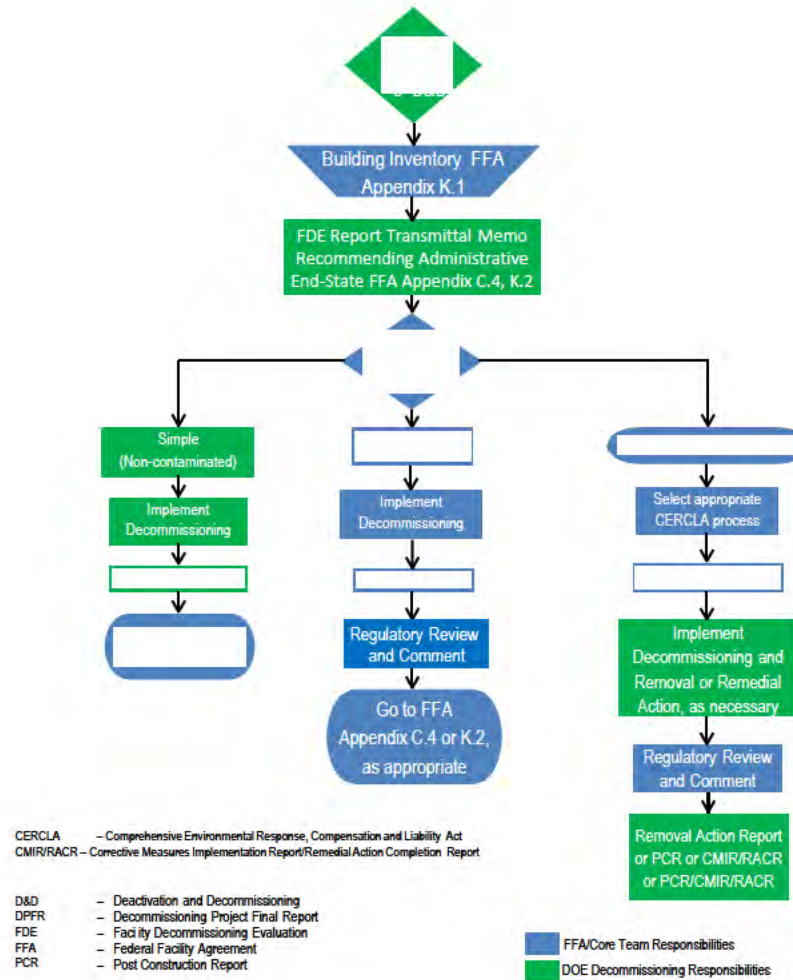 Building Inventory FFA
Appendix K.1
FDE Report Transmittal Memo
Recommending Administrative
End-State FFA Appendix C.4, K.2
Simple
(Non-contaminated)
Implement
Decommissioning
Implement
Decommissioning
Regulatory Review
and Comment
Go to FFA
Appendix C.4 or K.2,
as appropriate
Select appropriate
CERCLA process
Implement
Decommissioning and
Removal or Remedial
Action, as necessary
Regulatory Review
and Comment
Removal Action Report
or PCR or CMIR/RACR
or PCR/CMIR/RACR
CERCLA – Comprehensive Environmental Response, Compensation and Liability Act
CMIR/RACR – Corrective Measures Implementation Report/Remedial Action Completion Report
D&D – Deactivation and Decommissioning
DPFR – Decommissioning Project Final Report
FDE – Facility Decommissioning Evaluation
FFA – Federal Facility Agreement
PCR – Post Construction Report
FFA/Core Team Responsibilities
DOE Decommissioning Responsibilities